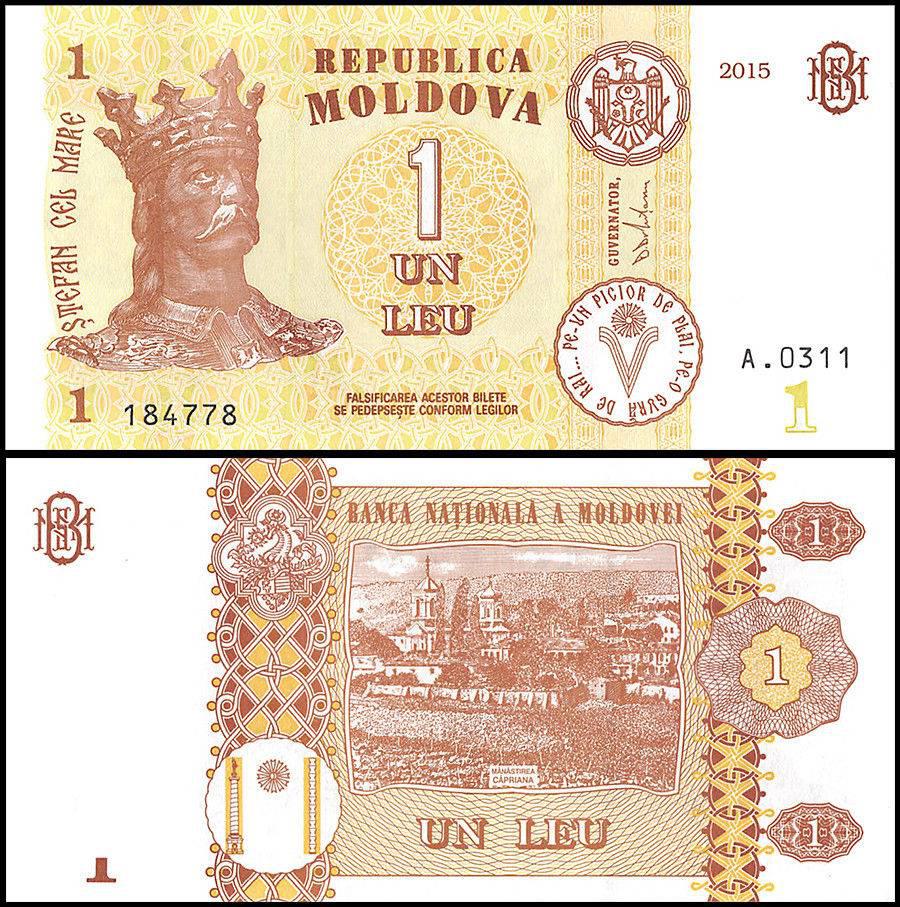 1
REPUBLICA
MOLDOVA
2015
BNM
ȘTEFAN CEL MARE
1
UN
LEU
GUVERNATOR,
PE-UN PICIOR DE PLAI, PE-O GURĂ DE RAI...
A.0311
1
1
184778
FALSIFICAREA ACESTOR BILETE
SE PEDEPSEȘTE CONFORM LEGILOR
BNM
BANCA NAȚIONALĂ A MOLDOVEI
1
1
MĂNĂSTIREA
CĂPRIANA
UN LEU
1
1